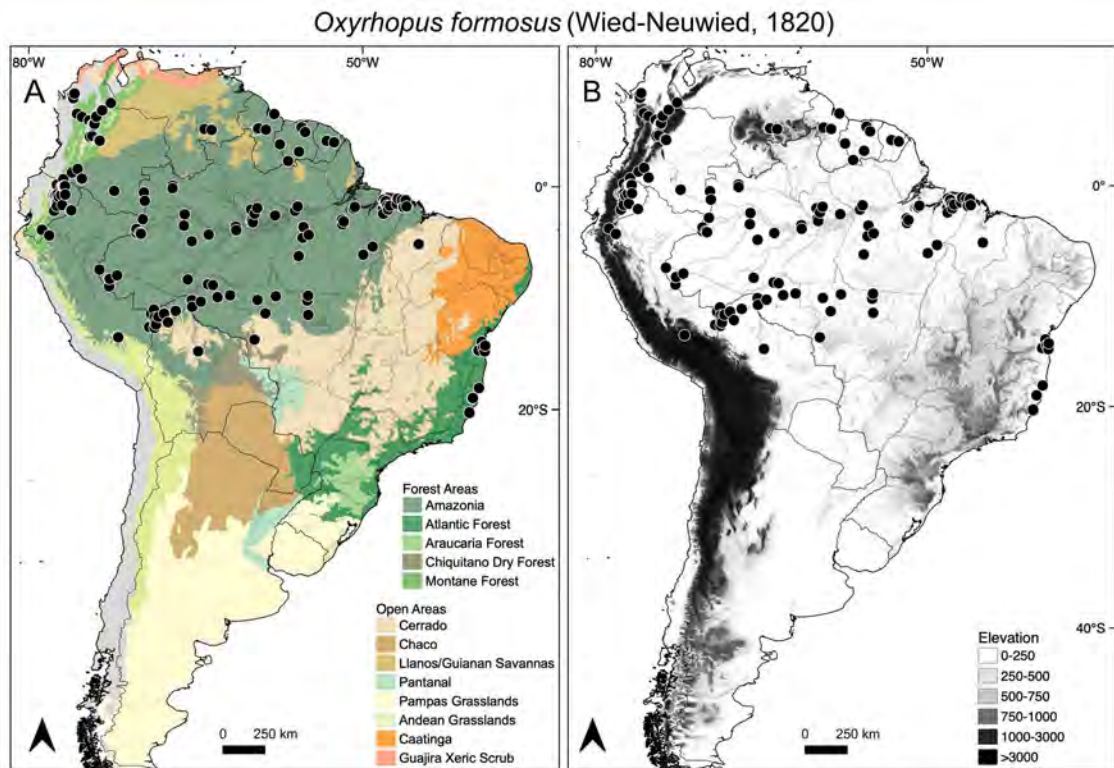 Oxyrhopus formosus (Wied-Neuwied, 1820)
80°W
50°W
A
0°
20°S
Forest Areas
Amazonia
Atlantic Forest
Araucaria Forest
Chiquitano Dry Forest
Montane Forest
Open Areas
Cerrado
Chaco
Llanos/Guianan Savannas
Pantanal
Pampas Grasslands
Andean Grasslands
Caatinga
Guajira Xeric Scrub
0 250 km
80°W
50°W
B
0°
20°S
40°S
Elevation
0-250
250-500
500-750
750-1000
1000-3000
>3000
0 250 km